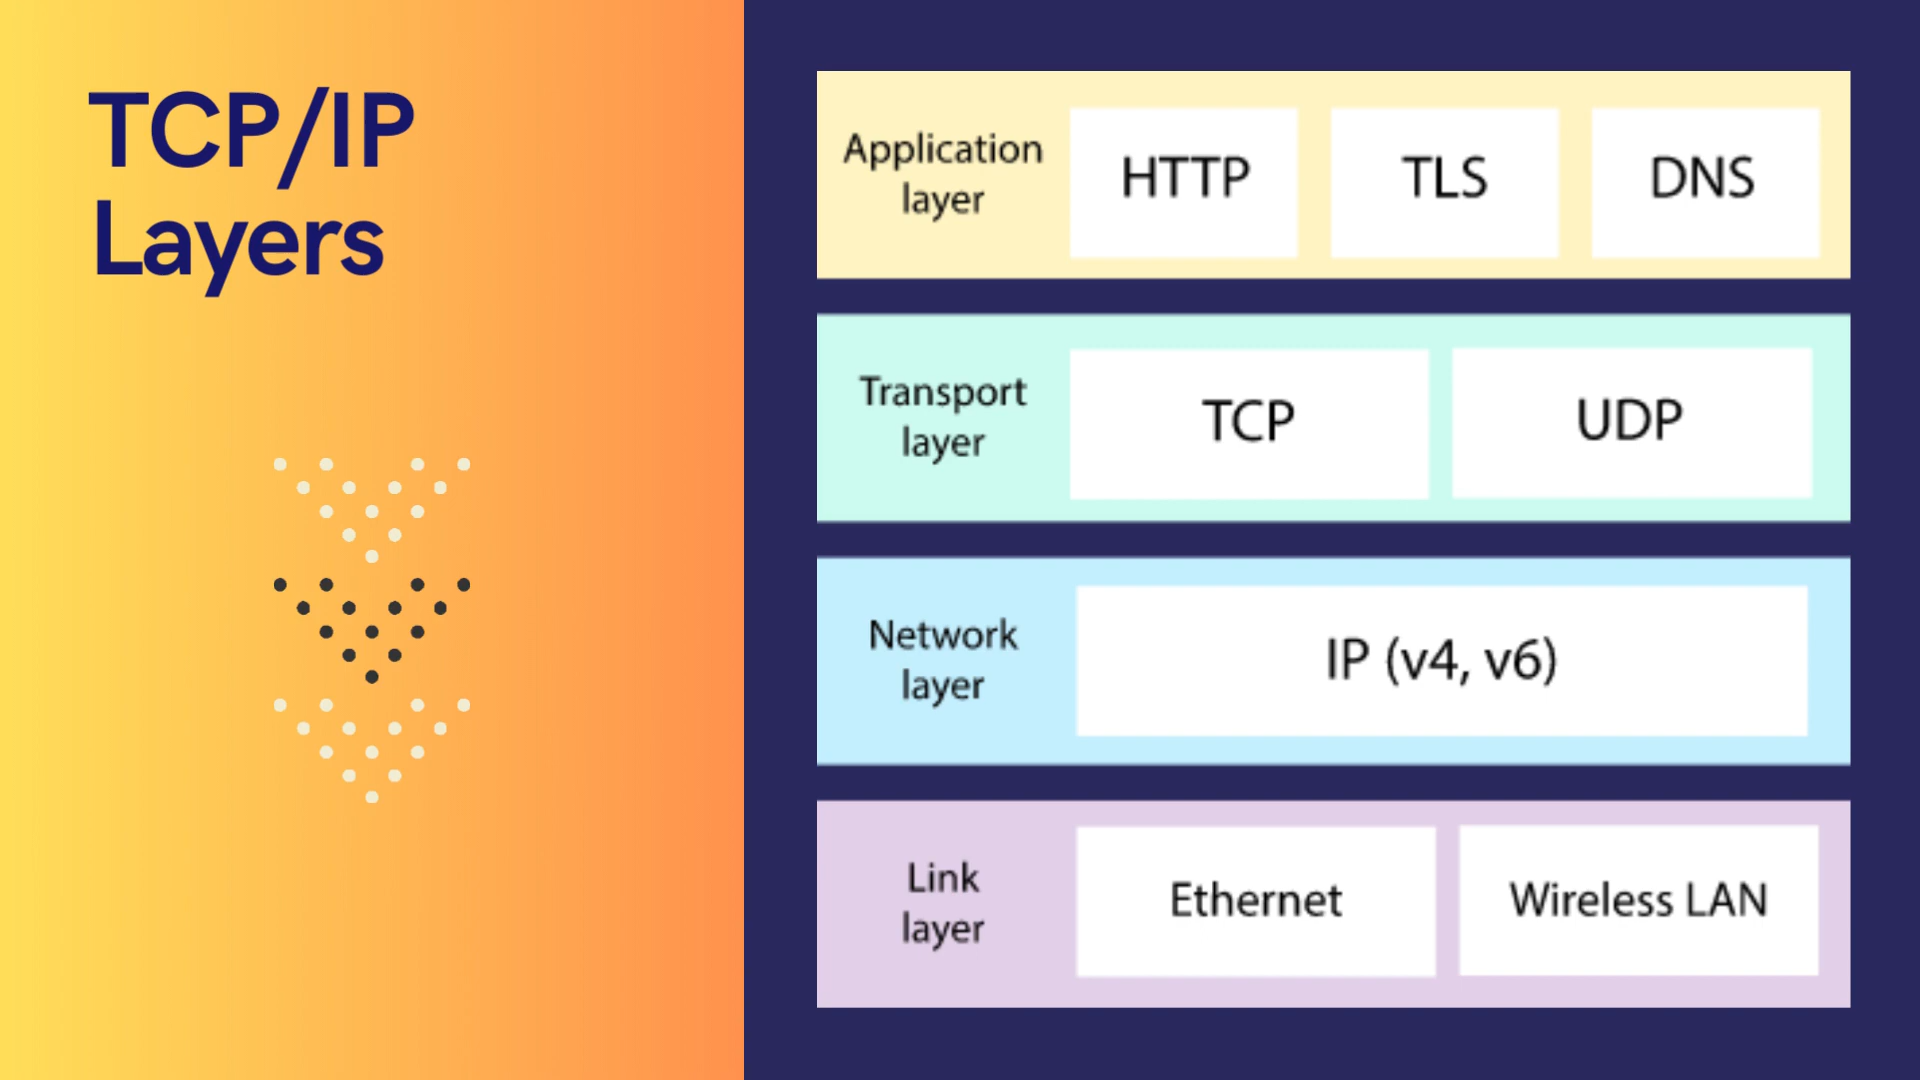 TCP/IP
Layers
Application
layer
HTTP
TLS
DNS
Transport
layer
TCP
UDP
Network
layer
IP (v4, v6)
Link
layer
Ethernet
Wireless LAN